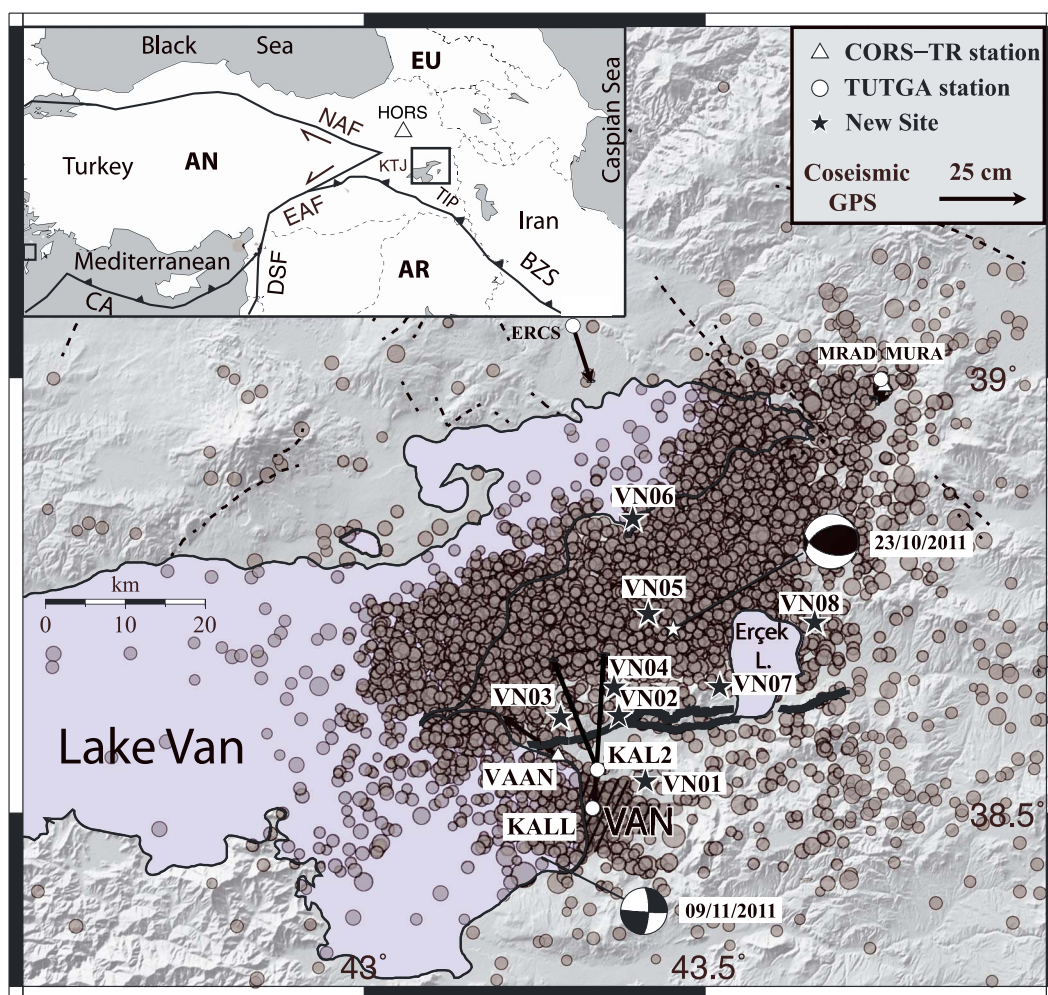 Black Sea
EU
Caspian Sea
HORS
NAF
Turkey
AN
KTJ
TIP
EAF
Iran
Mediterranean
DSF
AR
BZS
CA
CORS–TR station
TUTGA station
New Site
Coseismic
GPS
25 cm
ERCS
MRAD MURA
39°
VN06
23/10/2011
km
0 10 20
VN05
VN08
Erçek
L.
VN04
VN03
VN02
VN07
Lake Van
VAAN
KAL2
VN01
KALL
VAN
38.5°
09/11/2011
43°
43.5°